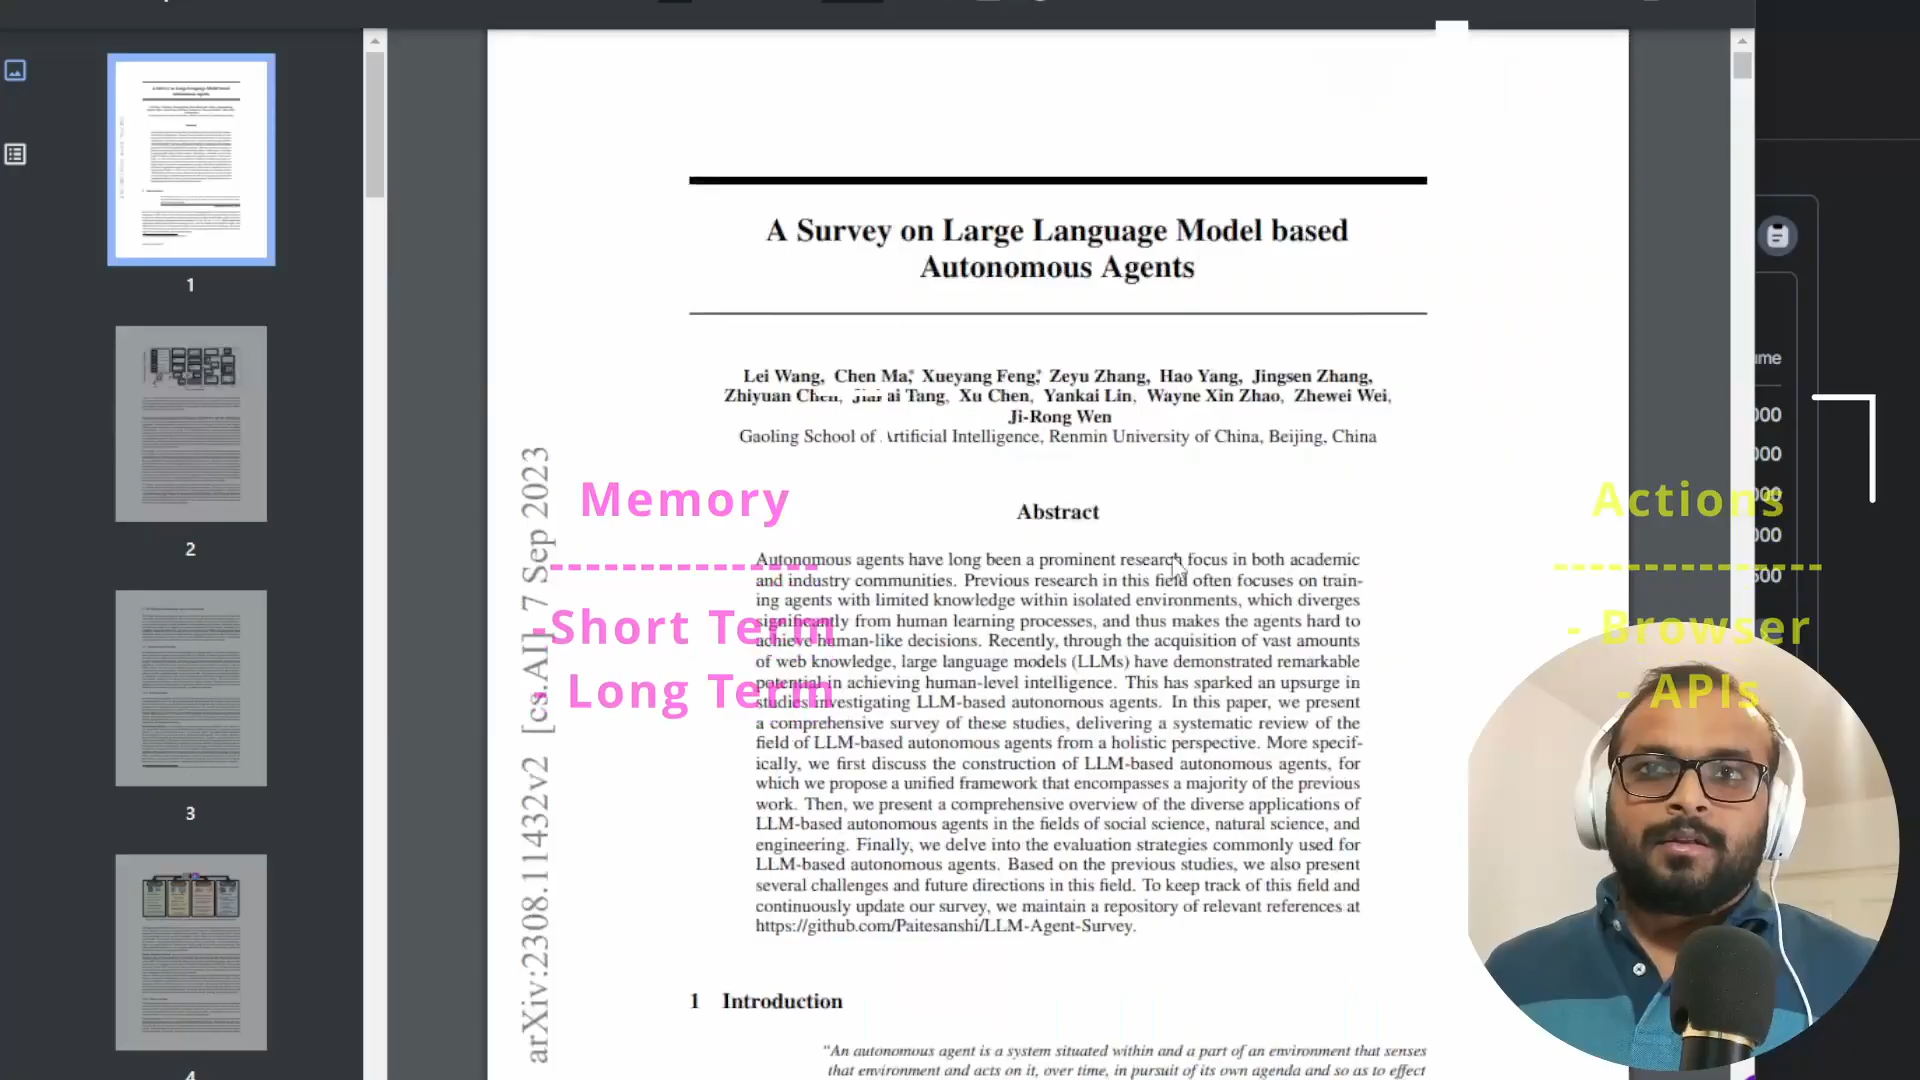 A Survey on Large Language Model based
Autonomous Agents
Lei Wang, Chen Ma*, Xueyang Feng*, Zeyu Zhang, Hao Yang, Jingsen Zhang,
Zhiyuan Chen, ai Tang, Xu Chen, Yankai Lin, Wayne Xin Zhao, Zhewei Wei,
Ji-Rong Wen
Gaoling School of Artificial Intelligence, Renmin University of China, Beijing, China
Abstract
Autonomous agents have long been a prominent research focus in both academic
and industry communities. Previous research in this field often focuses on train-
ing agents with limited knowledge within isolated environments, which diverges
significantly from human learning processes, and thus makes the agents hard to
achieve human-like decisions. Recently, through the acquisition of vast amounts
of web knowledge, large language models (LLMs) have demonstrated remarkable
potential in achieving human-level intelligence. This has sparked an upsurge in
studies investigating LLM-based autonomous agents. In this paper, we present
a comprehensive survey of these studies, delivering a systematic review of the
field of LLM-based autonomous agents from a holistic perspective. More specif-
ically, we first discuss the construction of LLM-based autonomous agents, for
which we propose a unified framework that encompasses a majority of the previous
work. Then, we present a comprehensive overview of the diverse applications of
LLM-based autonomous agents in the fields of social science, natural science, and
engineering. Finally, we delve into the evaluation strategies commonly used for
LLM-based autonomous agents. Based on the previous studies, we also present
several challenges and future directions in this field. To keep track of this field and
continuously update our survey, we maintain a repository of relevant references at
https://github.com/Paitesanshi/LLM-Agent-Survey.
1 Introduction
"An autonomous agent is a system situated within and a part of an environment that senses
that environment and acts on it, over time, in pursuit of its own agenda and so as to effect
arXiv:2308.11432v2 [cs.AI] 7 Sep 2023
Memory
-Short Term
- Long Term
Actions
- Browser
- APIs
1
2
3
4
ume
000
000
000
000
500